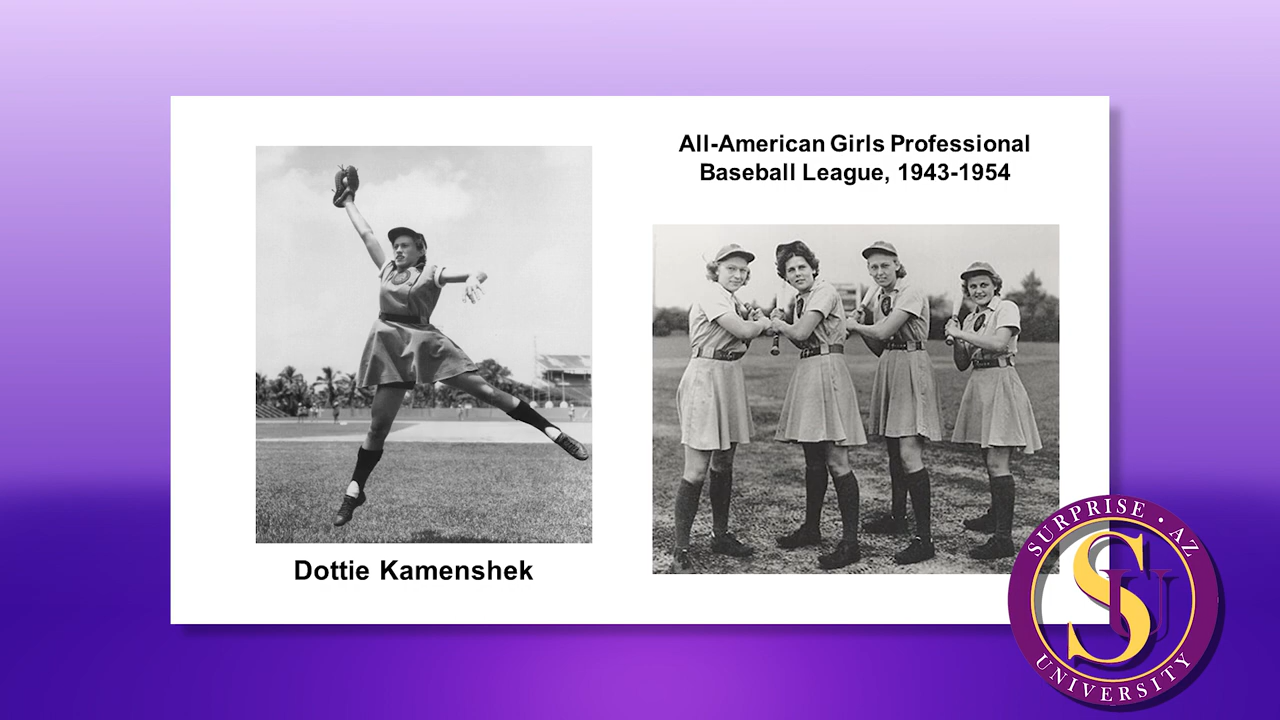 All-American Girls Professional
Baseball League, 1943-1954
Dottie Kamenshek
SURPRISE • AZ
SU
UNIVERSITY